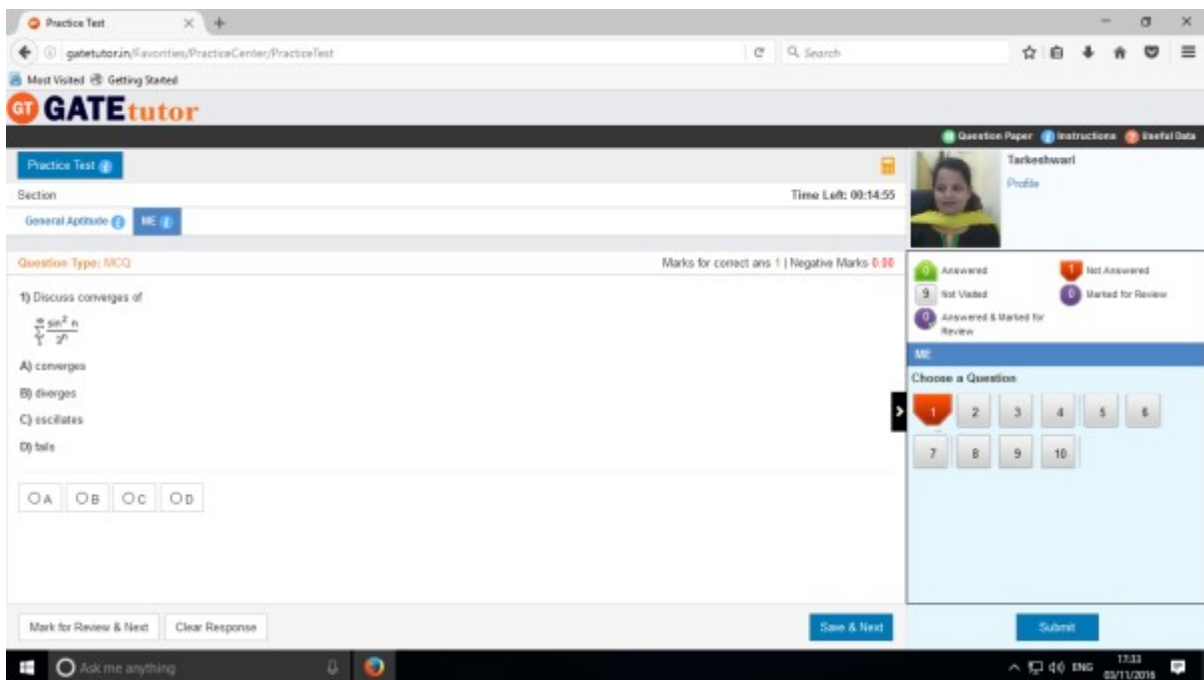 Practice Test
gatetutor.in/Favorities/PracticeCenter/PracticeTest
Search
Most Visited Getting Started
GT GATEtutor
Question Paper Instructions Useful Data
Practice Test
Tarkeshwari
Profile
Section
Time Left: 00:14:55
General Aptitude ME
Question Type: MCQ
Marks for correct ans 1 | Negative Marks 0.00
1) Discuss converges of
∞ Σ 1 sin² n / 2ⁿ
A) converges
B) diverges
C) oscillates
D) fails
A B C D
0 Answered
1 Not Answered
9 Not Visited
0 Marked for Review
0 Answered & Marked for
Review
ME
Choose a Question
1 2 3 4 5 6
7 8 9 10
Mark for Review & Next
Clear Response
Save & Next
Submit
Ask me anything
ENG
17:33
03/11/2016